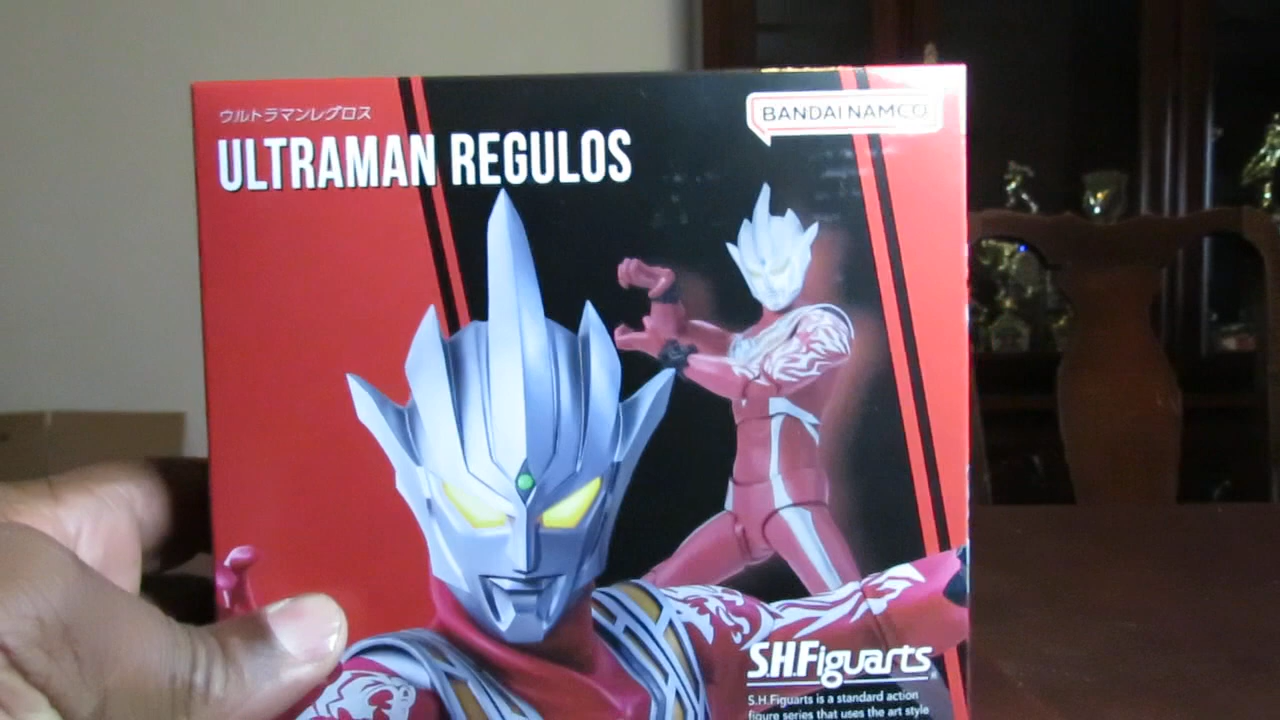 ウルトラマンレグロス
ULTRAMAN REGULOS
BANDAI NAMCO
S.H.Figuarts
S.H.Figuarts is a standard action
figure series that uses the art style